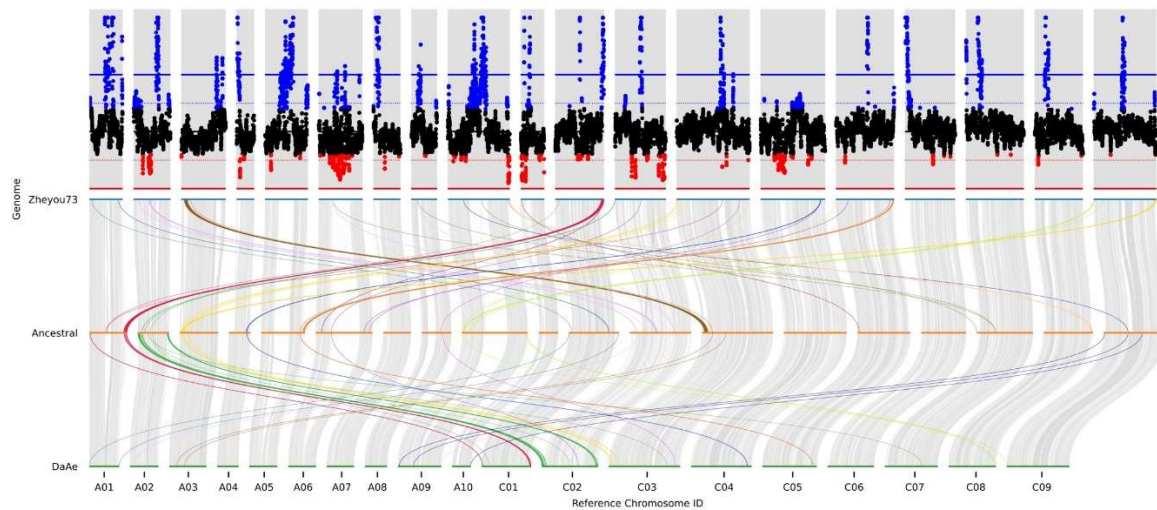 Genome
Zheyou73
Ancestral
DaAe
A01 A02 A03 A04 A05 A06 A07 A08 A09 A10 C01 C02 C03 C04 C05 C06 C07 C08 C09
Reference Chromosome ID